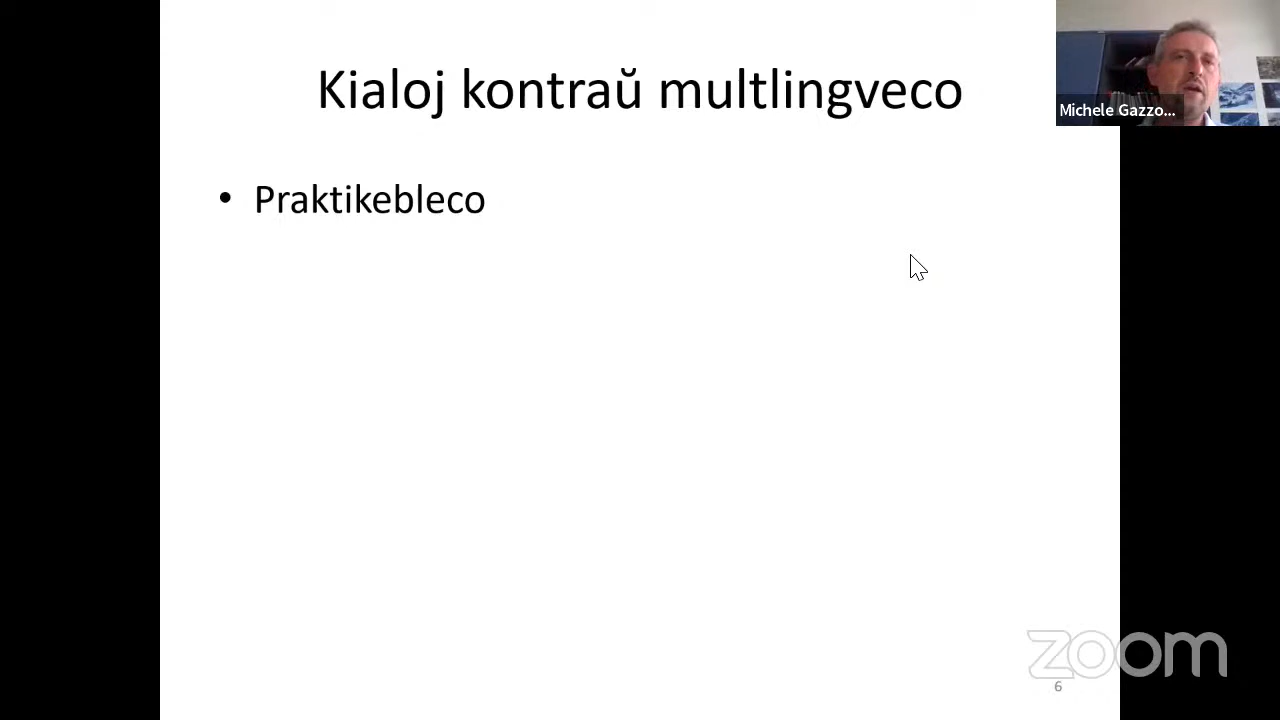 Kialoj kontraŭ multlingveco
Michele Gazzo...
• Praktikebleco
zoom
6